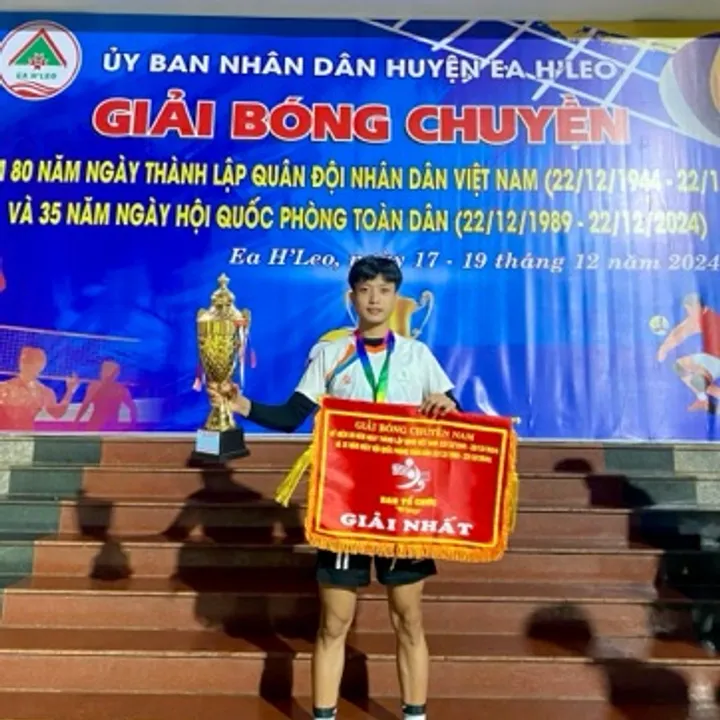 EA H'LEO
ỦY BAN NHÂN DÂN HUYỆN EA H'LEO
GIẢI BÓNG CHUYỀN
80 NĂM NGÀY THÀNH LẬP QUÂN ĐỘI NHÂN DÂN VIỆT NAM (22/12/1944 - 22/1
VÀ 35 NĂM NGÀY HỘI QUỐC PHÒNG TOÀN DÂN (22/12/1989 - 22/12/2024)
Ea H'Leo, ngày 17 - 19 tháng 12 năm 2024
GIẢI BÓNG CHUYỀN NAM
BAN TỔ CHỨC
GIẢI NHẤT